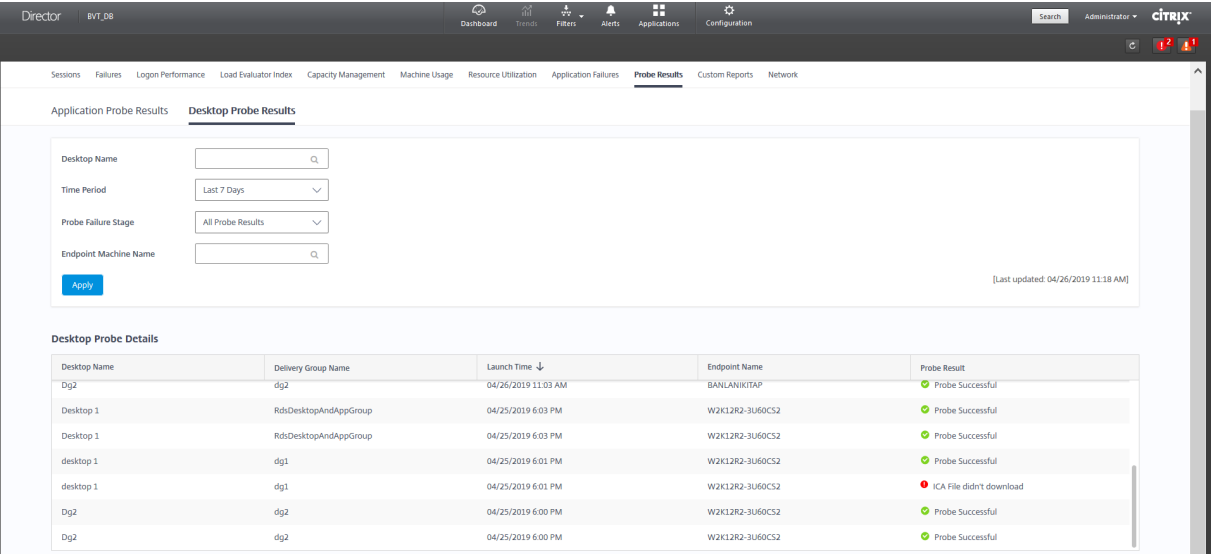 Director BVT_DB Dashboard Trends Filters Alerts Applications Configuration Search Administrator CITRIX
2 1
Sessions Failures Logon Performance Load Evaluator Index Capacity Management Machine Usage Resource Utilization Application Failures Probe Results Custom Reports Network
Application Probe Results Desktop Probe Results
Desktop Name
Time Period Last 7 Days
Probe Failure Stage All Probe Results
Endpoint Machine Name
Apply [Last updated: 04/26/2019 11:18 AM]
Desktop Probe Details
Desktop Name Delivery Group Name Launch Time Endpoint Name Probe Result
Dg2 dg2 04/26/2019 11:03 AM BANLANIKITAP Probe Successful
Desktop 1 RdsDesktopAndAppGroup 04/25/2019 6:03 PM W2K12R2-3U60CS2 Probe Successful
Desktop 1 RdsDesktopAndAppGroup 04/25/2019 6:03 PM W2K12R2-3U60CS2 Probe Successful
desktop 1 dg1 04/25/2019 6:01 PM W2K12R2-3U60CS2 Probe Successful
desktop 1 dg1 04/25/2019 6:01 PM W2K12R2-3U60CS2 ICA File didn't download
Dg2 dg2 04/25/2019 6:00 PM W2K12R2-3U60CS2 Probe Successful
Dg2 dg2 04/25/2019 6:00 PM W2K12R2-3U60CS2 Probe Successful